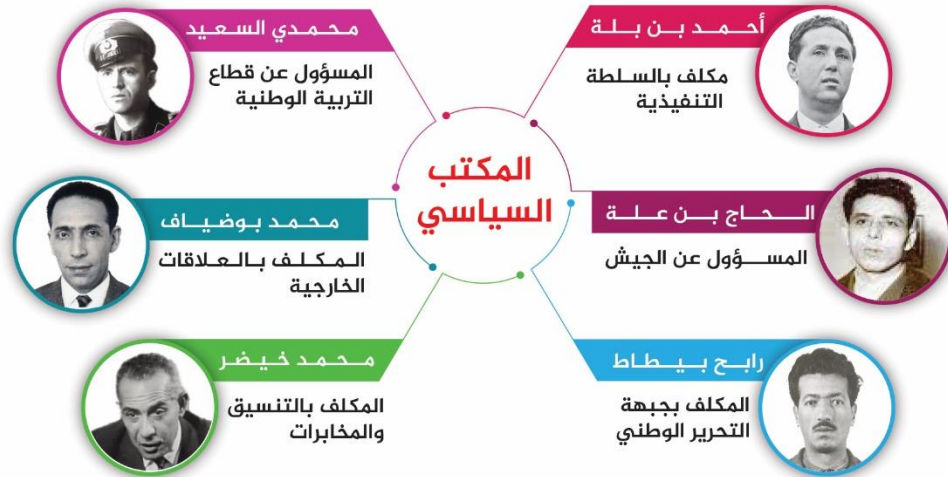 المكتب
السياسي
أحمد بن بلة
مكلف بالسلطة
التنفيذية
الحاج بن علة
المسؤول عن الجيش
رابح بيطاط
المكلف بجبهة
التحرير الوطني
محمدي السعيد
المسؤول عن قطاع
التربية الوطنية
محمد بوضياف
المكلف بالعلاقات
الخارجية
محمد خيضر
المكلف بالتنسيق
والمخابرات